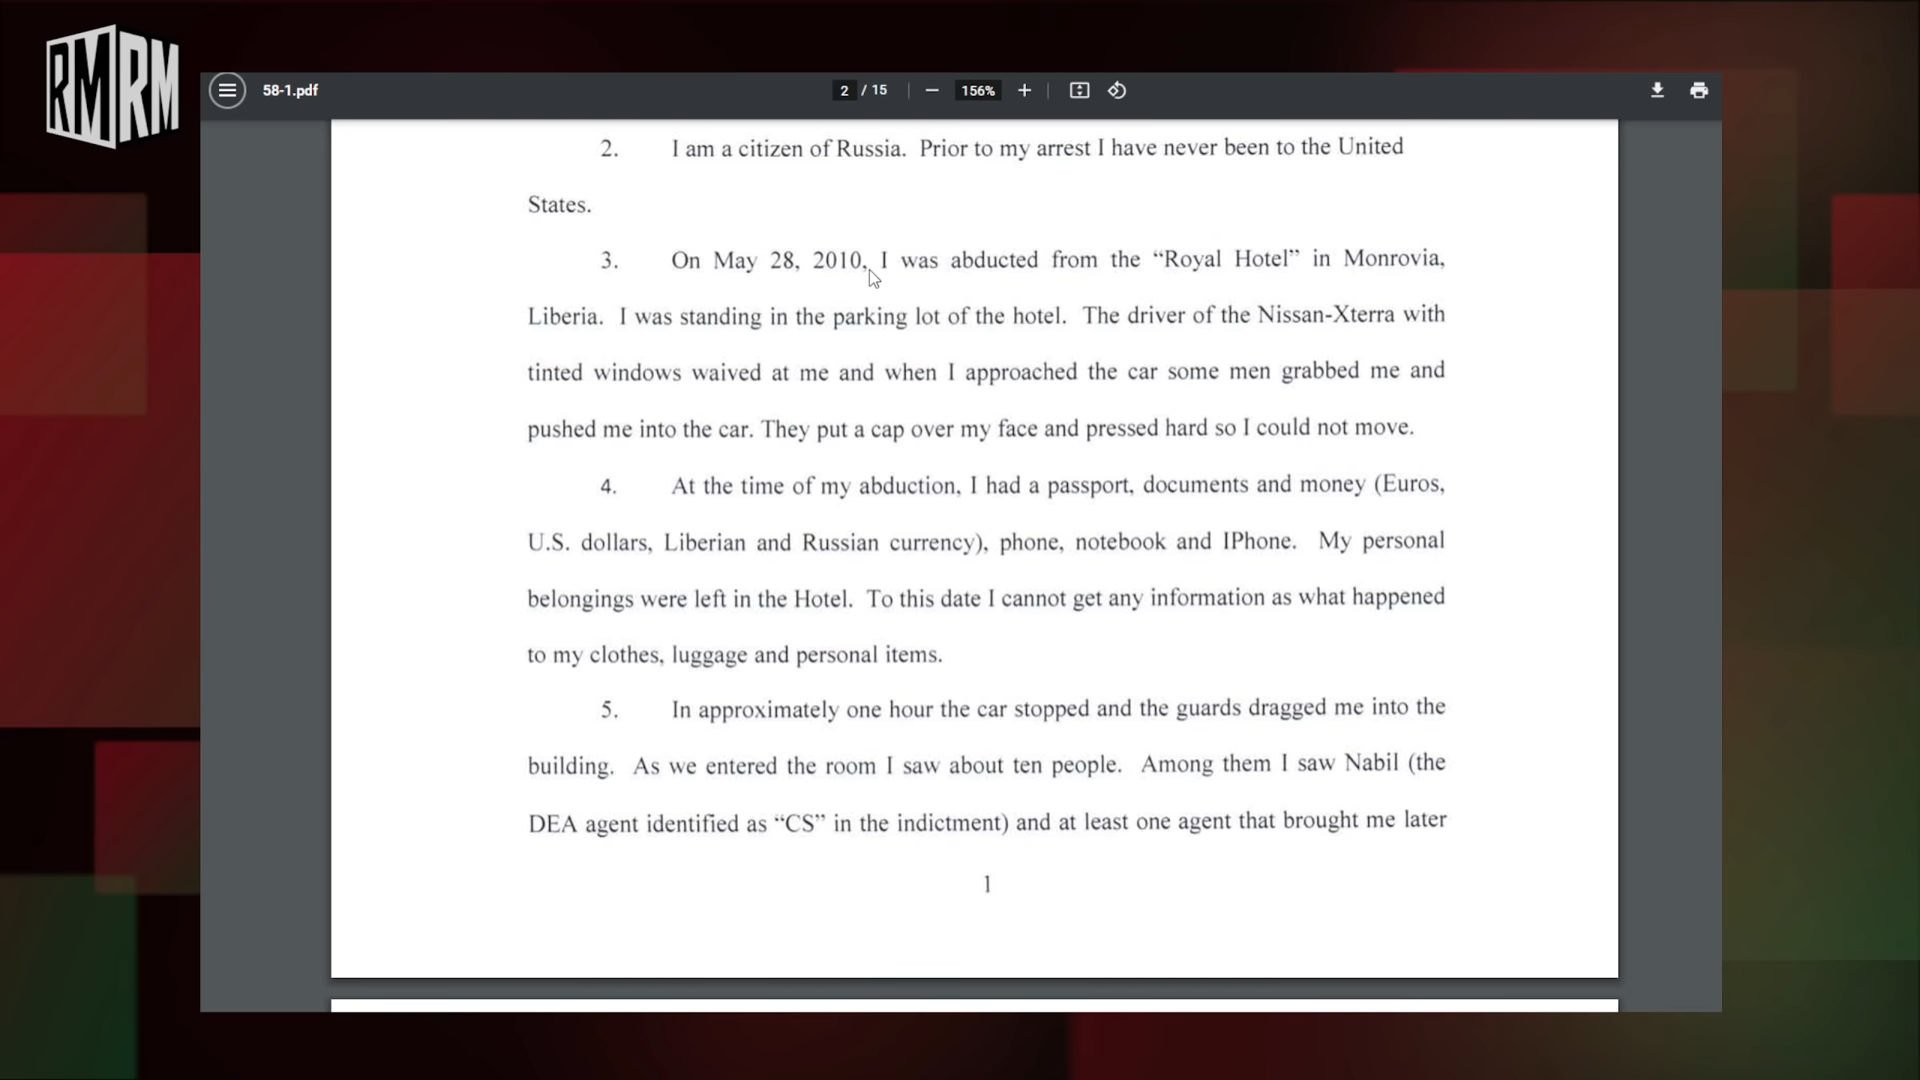 RMRM
58-1.pdf
2 / 15
156%
2. I am a citizen of Russia. Prior to my arrest I have never been to the United
States.
3. On May 28, 2010, I was abducted from the “Royal Hotel” in Monrovia,
Liberia. I was standing in the parking lot of the hotel. The driver of the Nissan-Xterra with
tinted windows waived at me and when I approached the car some men grabbed me and
pushed me into the car. They put a cap over my face and pressed hard so I could not move.
4. At the time of my abduction, I had a passport, documents and money (Euros,
U.S. dollars, Liberian and Russian currency), phone, notebook and IPhone. My personal
belongings were left in the Hotel. To this date I cannot get any information as what happened
to my clothes, luggage and personal items.
5. In approximately one hour the car stopped and the guards dragged me into the
building. As we entered the room I saw about ten people. Among them I saw Nabil (the
DEA agent identified as “CS” in the indictment) and at least one agent that brought me later
1